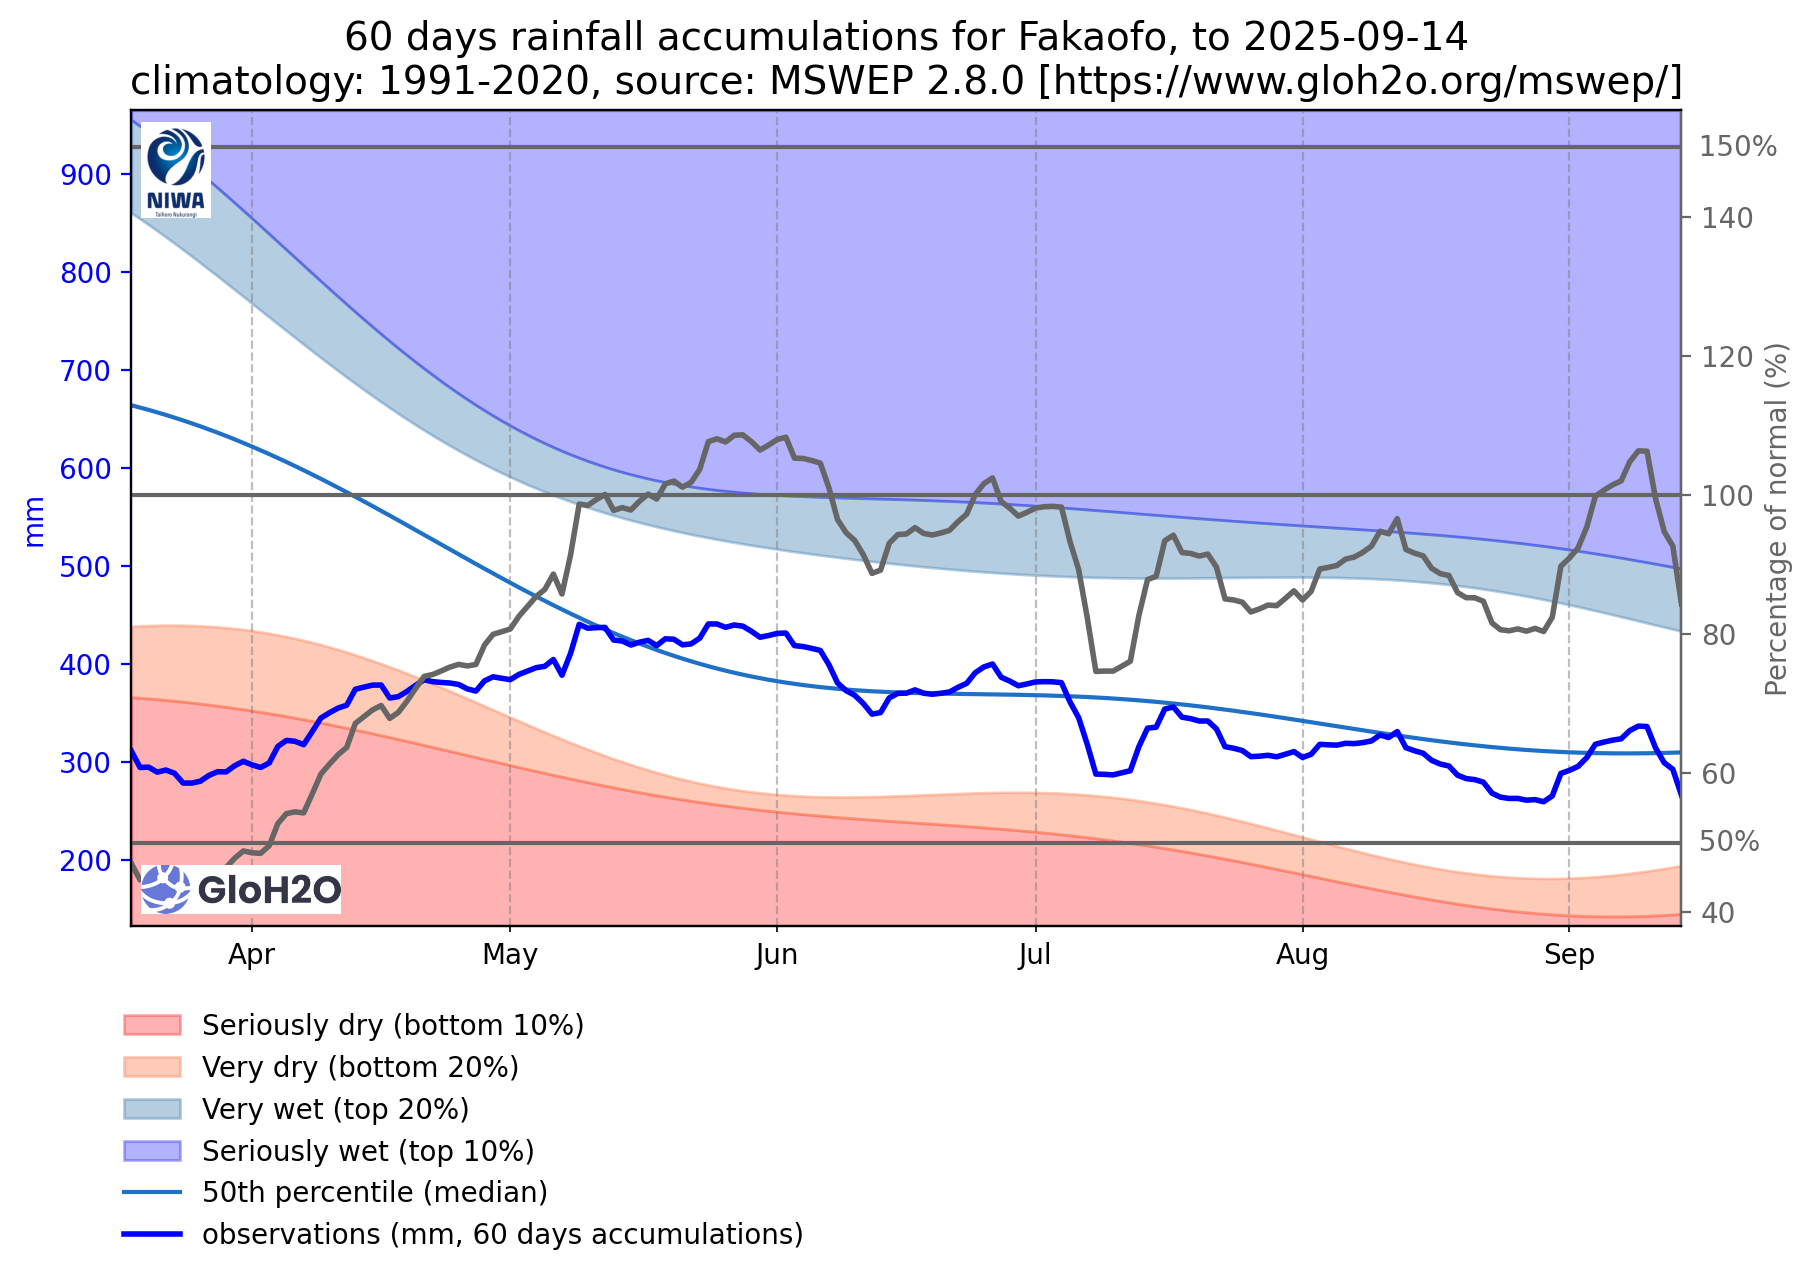 60 days rainfall accumulations for Fakaofo, to 2025-09-14
climatology: 1991-2020, source: MSWEP 2.8.0 [https://www.gloh2o.org/mswep/]
NIWA
Taihoro Nukurangi
900
800
700
600
500
400
300
200
mm
150%
140
120
100
80
60
50%
40
Percentage of normal (%)
GloH2O
Apr May Jun Jul Aug Sep
Seriously dry (bottom 10%)
Very dry (bottom 20%)
Very wet (top 20%)
Seriously wet (top 10%)
50th percentile (median)
observations (mm, 60 days accumulations)